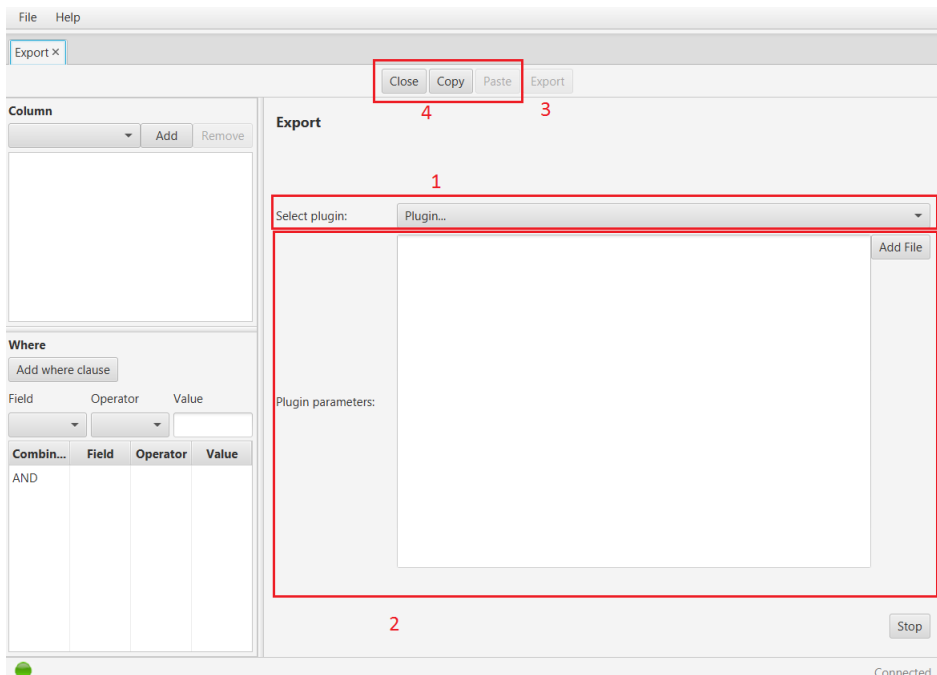 File Help
Export ×
Close Copy Paste Export
4 3
Column
Add Remove
Export
1
Select plugin: Plugin...
Add File
Where
Add where clause
Field Operator Value
Plugin parameters:
Combin... Field Operator Value
AND
2
Stop
Connected